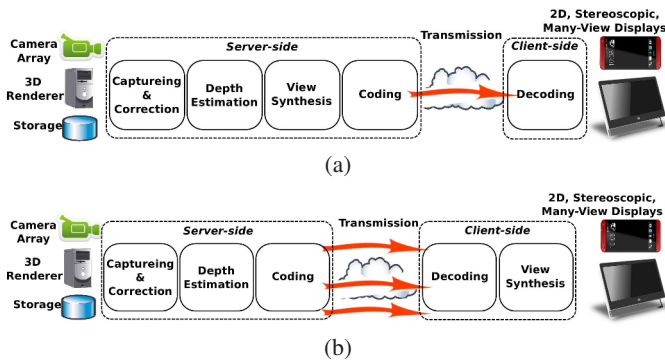 2D, Stereoscopic,
Many-View Displays
Transmission
Camera
Array
Server-side
Client-side
3D
Renderer
Captureing
&
Correction
Depth
Estimation
View
Synthesis
Coding
Decoding
Storage
(a)
2D, Stereoscopic,
Many-View Displays
Camera
Array
Server-side
Transmission
Client-side
3D
Renderer
Captureing
&
Correction
Depth
Estimation
Coding
Decoding
View
Synthesis
Storage
(b)